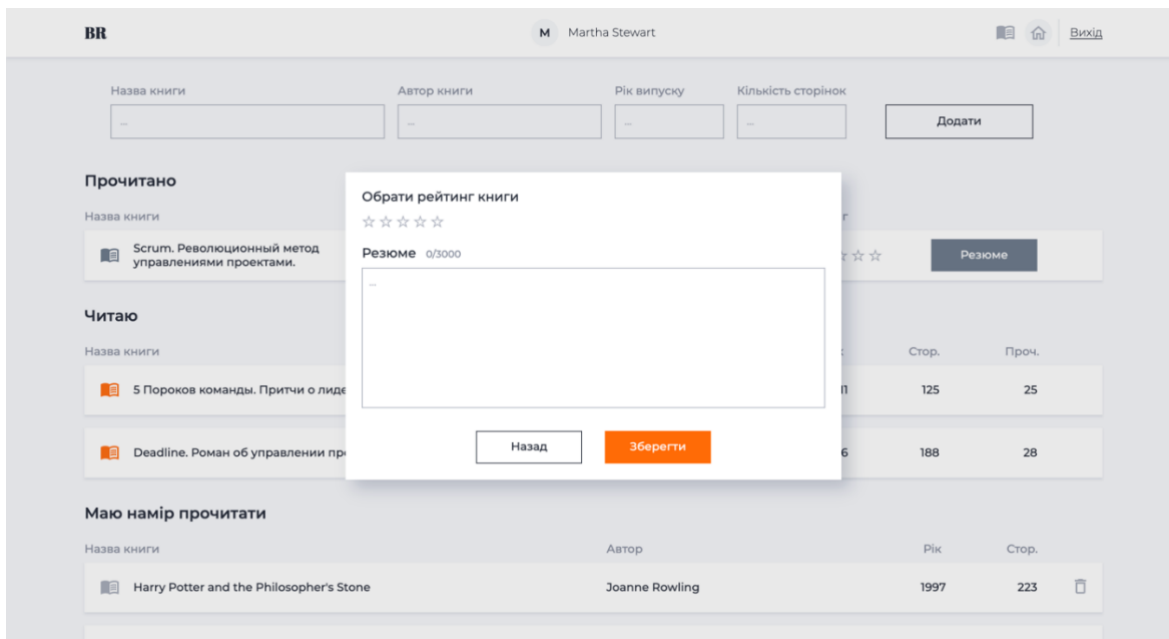 BR
M Martha Stewart
Вихід
Назва книги Автор книги Рік випуску Кількість сторінок
... ... ... ... Додати
Прочитано
Назва книги
Scrum. Революционный метод
управлениями проектами.
Резюме
Обрати рейтинг книги
Резюме 0/3000
...
Назад Зберегти
Читаю
Назва книги Стор. Проч.
5 Пороков команды. Притчи о 125 25
Deadline. Роман об управлении 188 28
Маю намір прочитати
Назва книги Автор Рік Стор.
Harry Potter and the Philosopher's Stone Joanne Rowling 1997 223